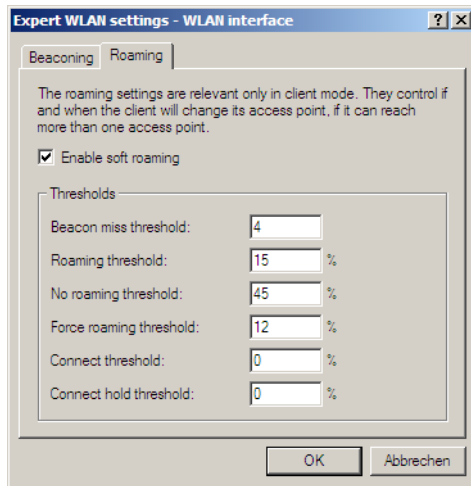 Expert WLAN settings - WLAN interface
Beaconing Roaming
The roaming settings are relevant only in client mode. They control if
and when the client will change its access point, if it can reach
more than one access point.
Enable soft roaming
Thresholds
Beacon miss threshold: 4
Roaming threshold: 15 %
No roaming threshold: 45 %
Force roaming threshold: 12 %
Connect threshold: 0 %
Connect hold threshold: 0 %
OK Abbrechen